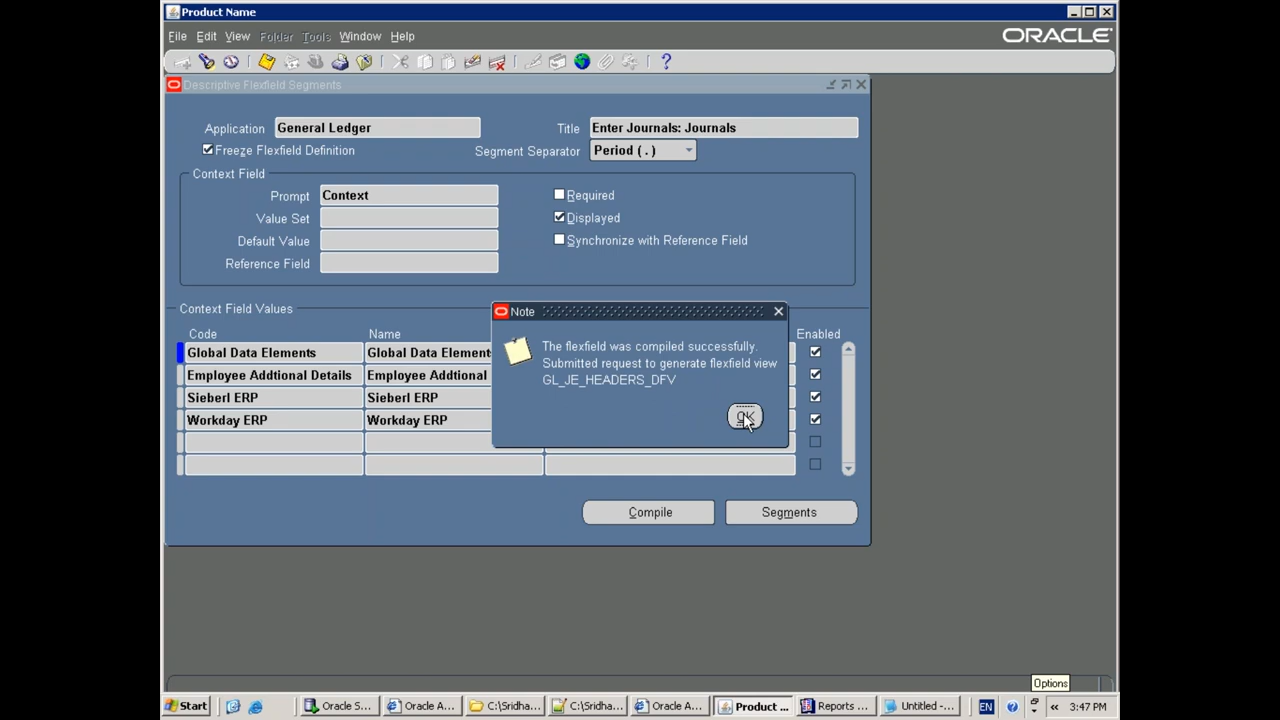 Product Name
File Edit View Folder Tools Window Help
ORACLE
Descriptive Flexfield Segments
Application General Ledger Title Enter Journals: Journals
Freeze Flexfield Definition Segment Separator Period ( . )
Context Field
Prompt Context Required
Value Set Displayed
Default Value Synchronize with Reference Field
Reference Field
Context Field Values
Code Name Enabled
Global Data Elements Global Data Element
Employee Addtional Details Employee Addtional
Sieberl ERP Sieberl ERP
Workday ERP Workday ERP
Note
The flexfield was compiled successfully.
Submitted request to generate flexfield view
GL_JE_HEADERS_DFV
OK
Compile Segments
Options
Start Oracle S... Oracle A... C:\Sridha... C:\Sridha... Oracle A... Product ... Reports ... Untitled -... EN « 3:47 PM